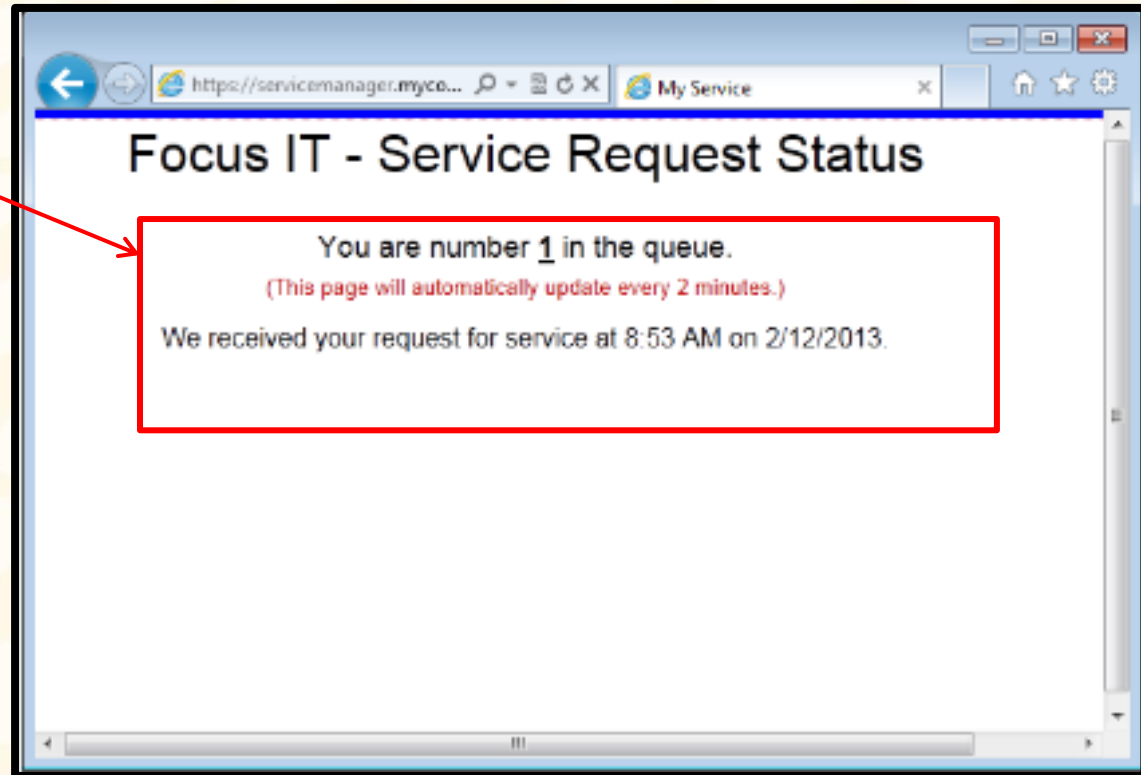 https://servicemanager.myco... My Service
Focus IT - Service Request Status
You are number 1 in the queue.
(This page will automatically update every 2 minutes.)
We received your request for service at 8:53 AM on 2/12/2013.